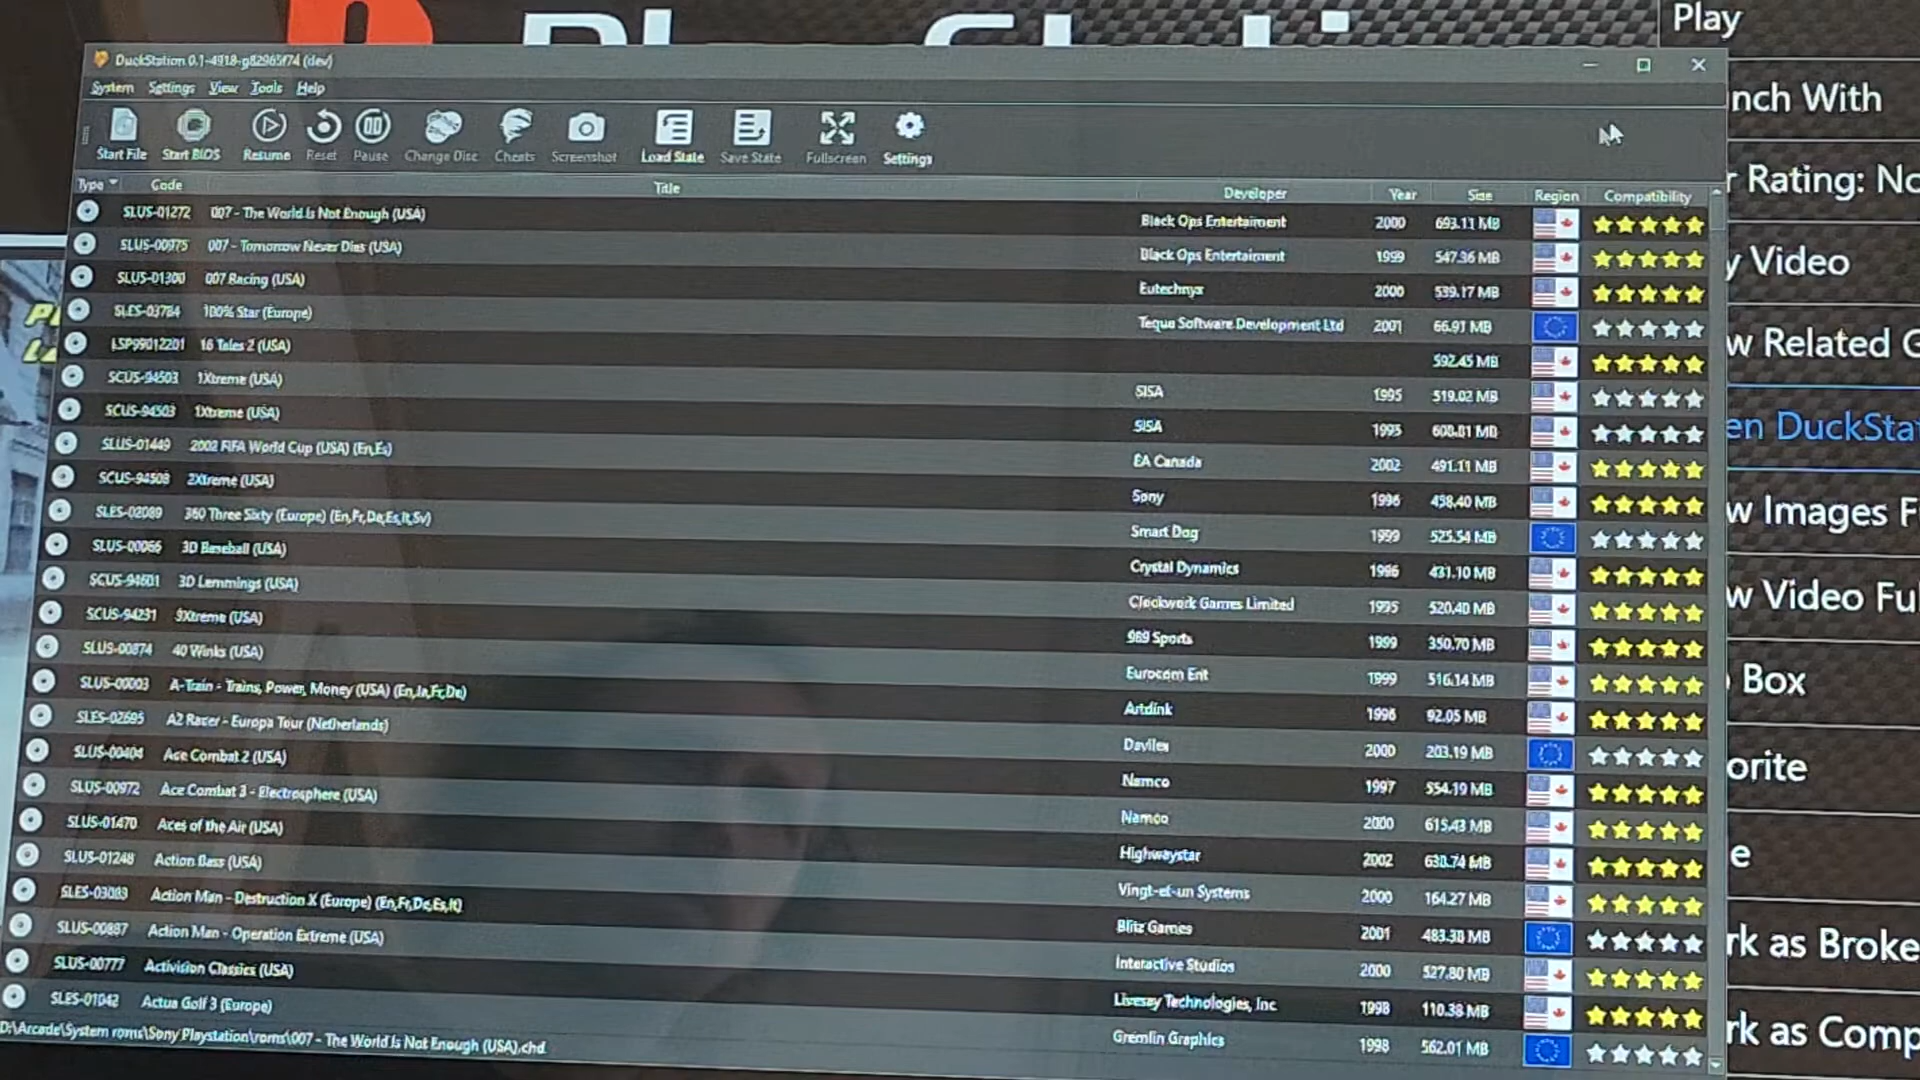 Play
DuckStation 0.1-4918-g82965f74 (dev)
System Settings View Tools Help
nch With
Start File Start BIOS Resume Reset Pause Change Disc Cheats Screenshot Load State Save State Fullscreen Settings
r Rating: No
Type Code Title Developer Year Size Region Compatibility
SLUS-01272 007 - The World Is Not Enough (USA) Black Ops Entertaiment 2000 693.11 MB
SLUS-00975 007 - Tomorrow Never Dies (USA) Black Ops Entertaiment 1999 547.36 MB
y Video
SLUS-01300 007 Racing (USA) Eutechnyx 2000 539.17 MB
SLES-03784 100% Star (Europe) Teque Software Development Ltd 2001 66.91 MB
w Related G
LSP99012201 16 Tales 2 (USA) 592.45 MB
SCUS-94503 1Xtreme (USA) SISA 1995 519.02 MB
SCUS-94503 1Xtreme (USA) SISA 1995 600.81 MB
en DuckStat
SLUS-01449 2002 FIFA World Cup (USA) (En,Es) EA Canada 2002 491.11 MB
SCUS-94508 2Xtreme (USA) Sony 1996 458.40 MB
w Images F
SLES-02089 360 Three Sixty (Europe) (En,Fr,De,Es,It,Sv) Smart Dog 1999 525.54 MB
SLUS-00066 3D Baseball (USA) Crystal Dynamics 1996 431.10 MB
w Video Ful
SCUS-94601 3D Lemmings (USA) Clockwork Games Limited 1995 520.40 MB
SCUS-94231 3Xtreme (USA) 989 Sports 1999 350.70 MB
SLUS-00874 40 Winks (USA) Eurocom Ent 1999 516.14 MB
Box
SLUS-00003 A-Train - Trains, Power, Money (USA) (En,Ja,Fr,De) Artdink 1996 92.05 MB
SLES-02695 A2 Racer - Europa Tour (Netherlands) Davilex 2000 203.19 MB
orite
SLUS-00404 Ace Combat 2 (USA) Namco 1997 554.19 MB
SLUS-00972 Ace Combat 3 - Electrosphere (USA) Namco 2000 615.43 MB
e
SLUS-01470 Aces of the Air (USA) Highwaystar 2002 630.74 MB
SLUS-01248 Action Bass (USA) Vingt-et-un Systems 2000 164.27 MB
SLES-03083 Action Man - Destruction X (Europe) (En,Fr,De,Es,It) Blitz Games 2001 483.30 MB
rk as Broke
SLUS-00887 Action Man - Operation Extreme (USA) Interactive Studios 2000 527.80 MB
SLUS-00777 Activision Classics (USA) Livesay Technologies, Inc 1998 110.38 MB
rk as Comp
SLES-01042 Actua Golf 3 (Europe) Gremlin Graphics 1998 562.01 MB
D:\Arcade\System roms\Sony Playstation\roms\007 - The World Is Not Enough (USA).chd